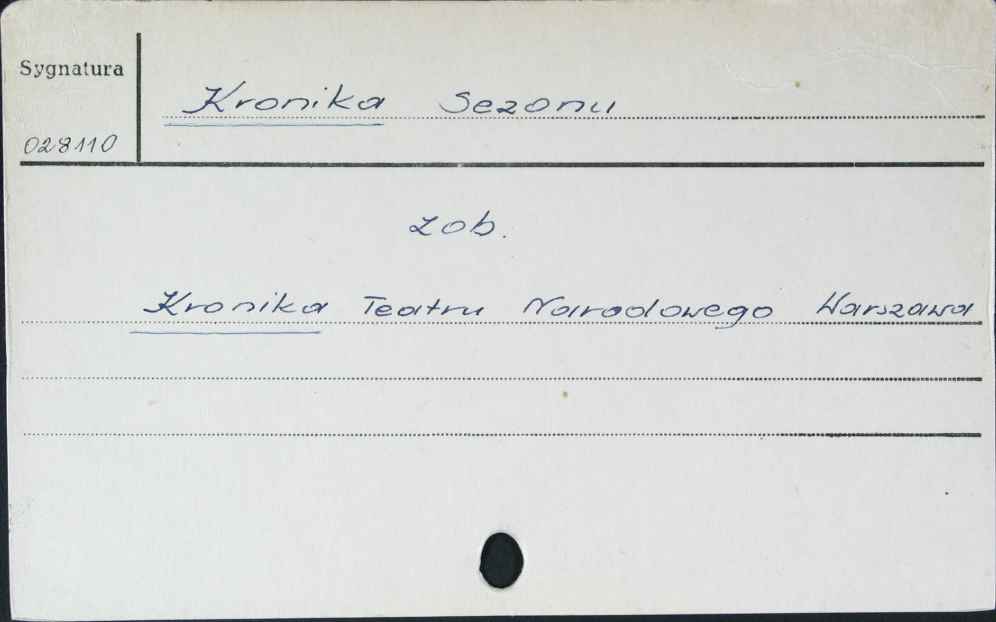 Sygnatura
Kronika Sezonu
028110
zob.
Kronika Teatru Narodowego Warszawa